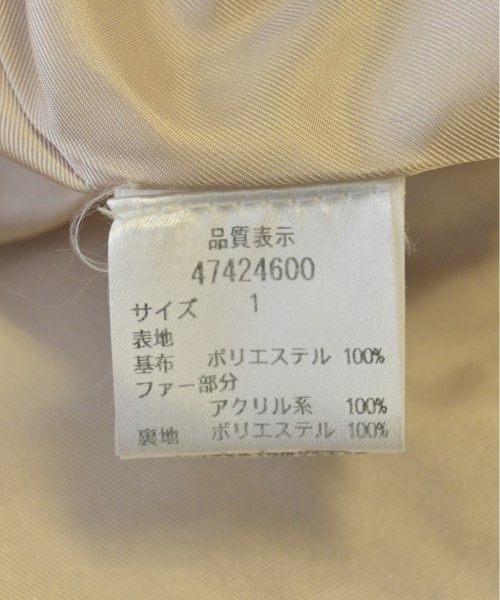 品質表示
47424600
サイズ 1
表地
基布 ポリエステル 100%
ファー部分
アクリル系 100%
裏地 ポリエステル 100%